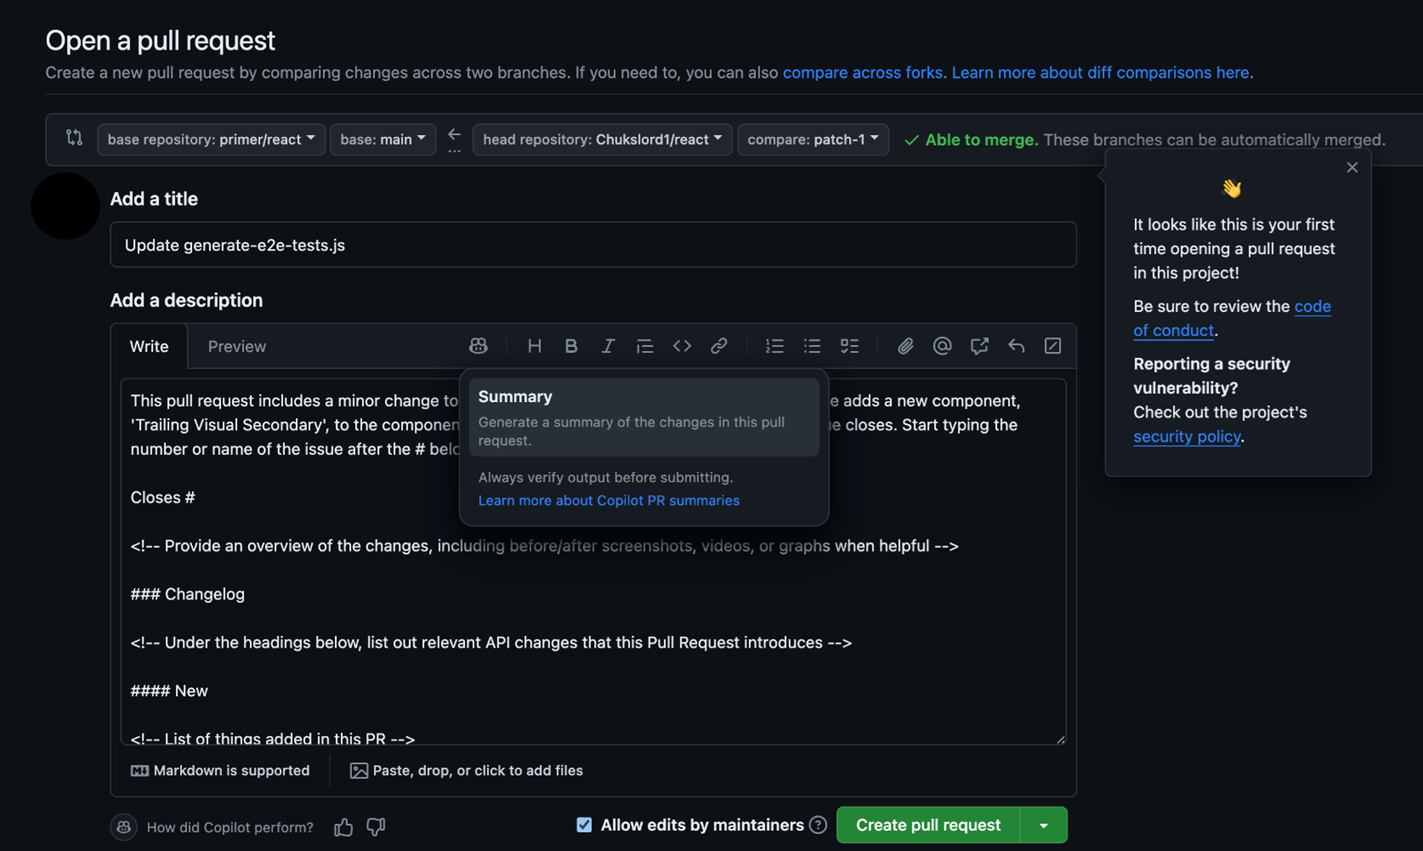 Open a pull request
Create a new pull request by comparing changes across two branches. If you need to, you can also compare across forks. Learn more about diff comparisons here.
base repository: primer/react
base: main
head repository: Chukslord1/react
compare: patch-1
Able to merge. These branches can be automatically merged.
It looks like this is your first
time opening a pull request
in this project!
Be sure to review the code
of conduct.
Reporting a security
vulnerability?
Check out the project's
security policy.
Add a title
Update generate-e2e-tests.js
Add a description
Write
Preview
This pull request includes a minor change to e adds a new component,
'Trailing Visual Secondary', to the componen ue closes. Start typing the
number or name of the issue after the # belo
Summary
Generate a summary of the changes in this pull
request.
Always verify output before submitting.
Learn more about Copilot PR summaries
Closes #
<!-- Provide an overview of the changes, including before/after screenshots, videos, or graphs when helpful -->
### Changelog
<!-- Under the headings below, list out relevant API changes that this Pull Request introduces -->
#### New
<!-- List of things added in this PR -->
Markdown is supported
Paste, drop, or click to add files
How did Copilot perform?
Allow edits by maintainers
Create pull request